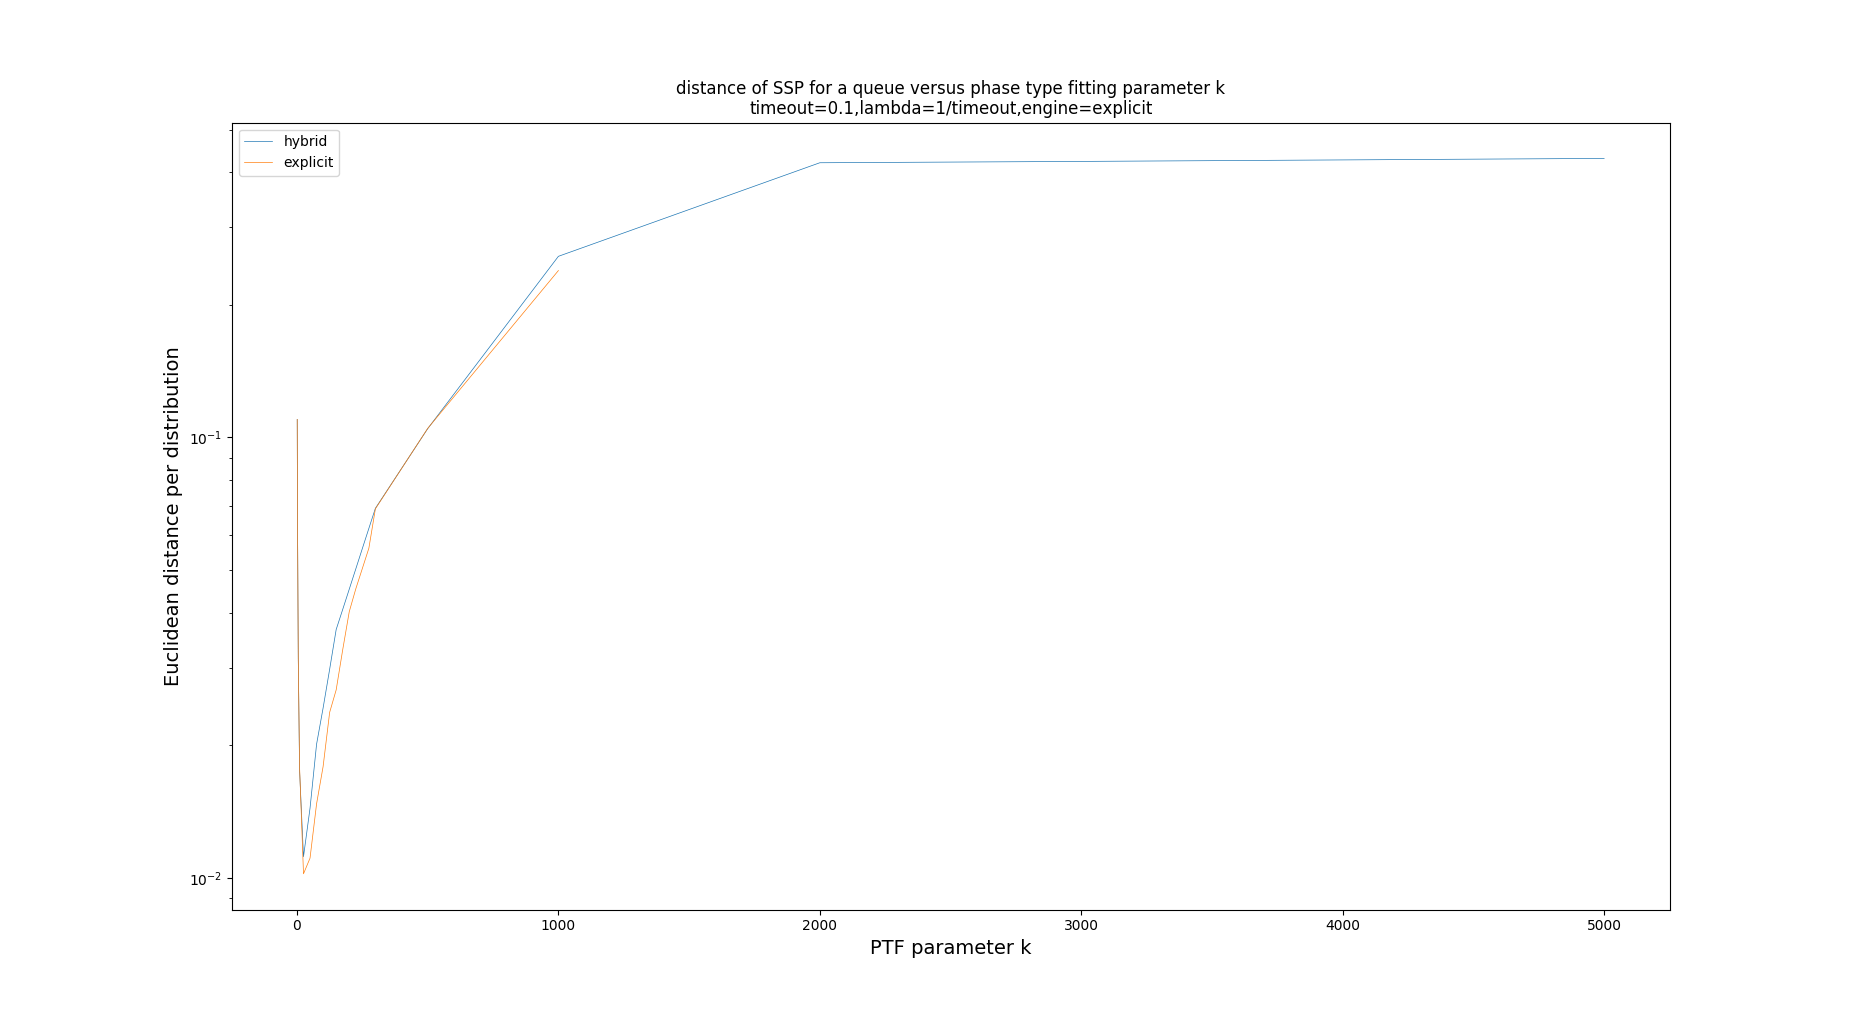 distance of SSP for a queue versus phase type fitting parameter k
timeout=0.1,lambda=1/timeout,engine=explicit
hybrid
explicit
Euclidean distance per distribution
10⁻¹
10⁻²
0
1000
2000
3000
4000
5000
PTF parameter k